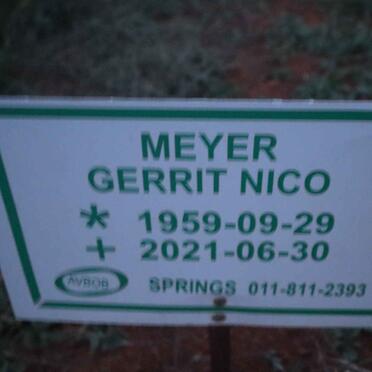 MEYER
GERRIT NICO
* 1959-09-29
+ 2021-06-30
AVBOB SPRINGS 011-811-2393